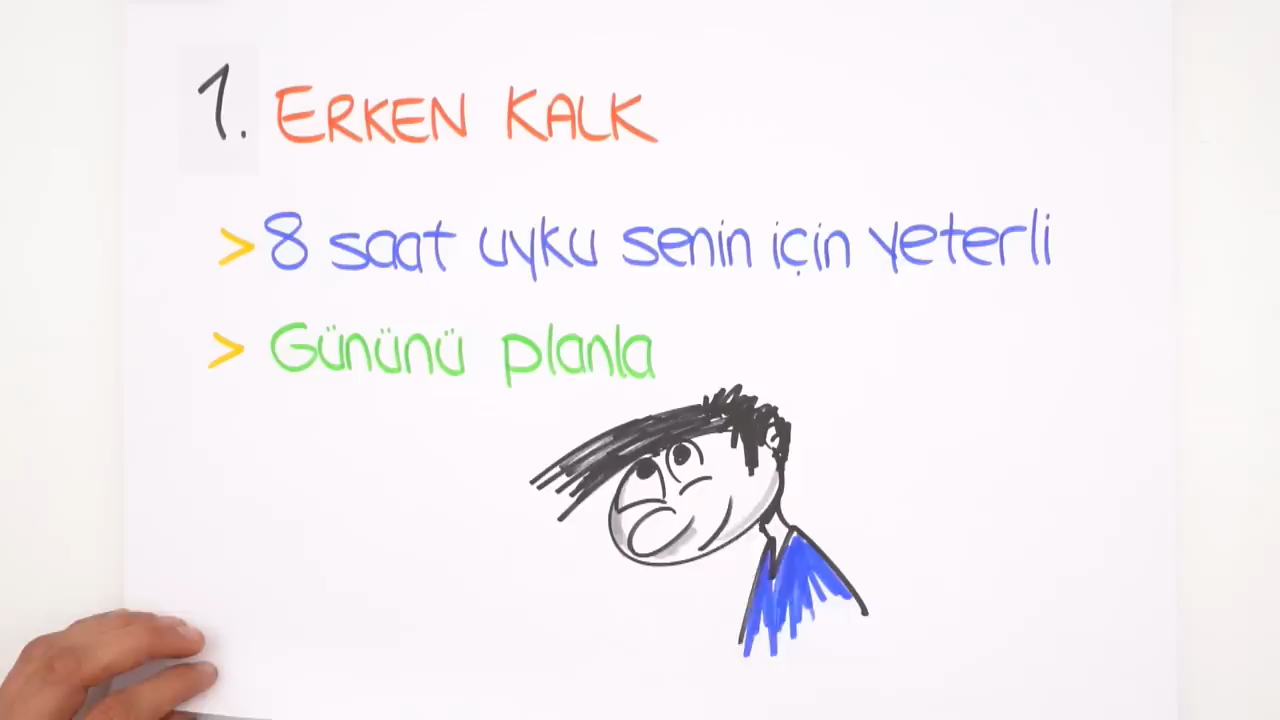 1. ERKEN KALK
> 8 saat uyku senin için yeterli
> Gününü planla